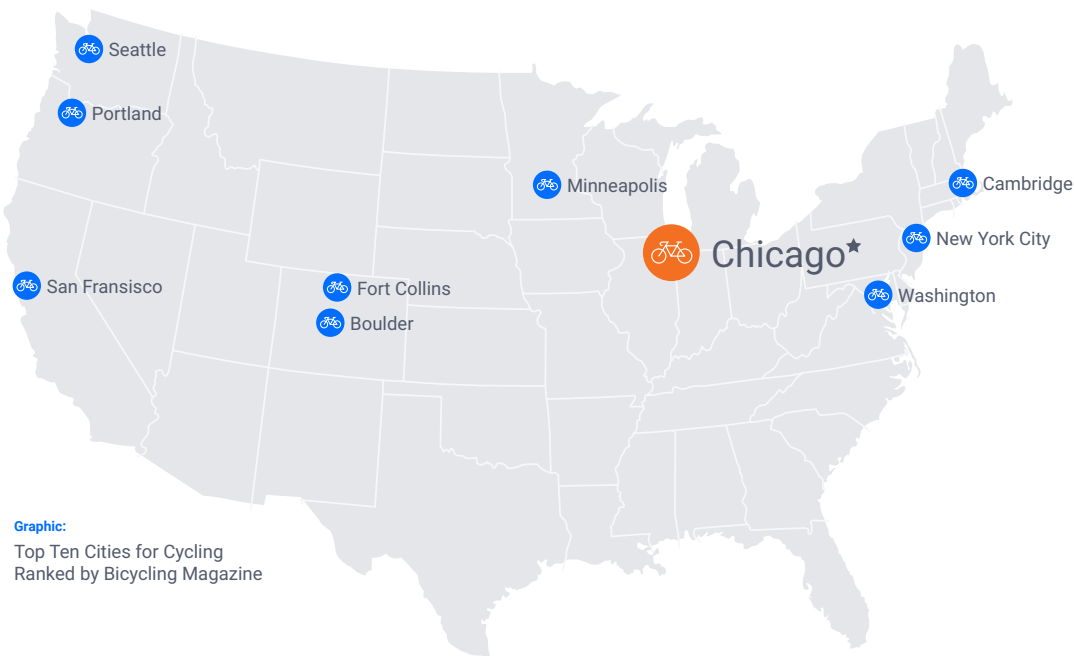 Seattle
Portland
Minneapolis
Cambridge
New York City
Chicago★
San Fransisco
Fort Collins
Washington
Boulder
Graphic:
Top Ten Cities for Cycling
Ranked by Bicycling Magazine